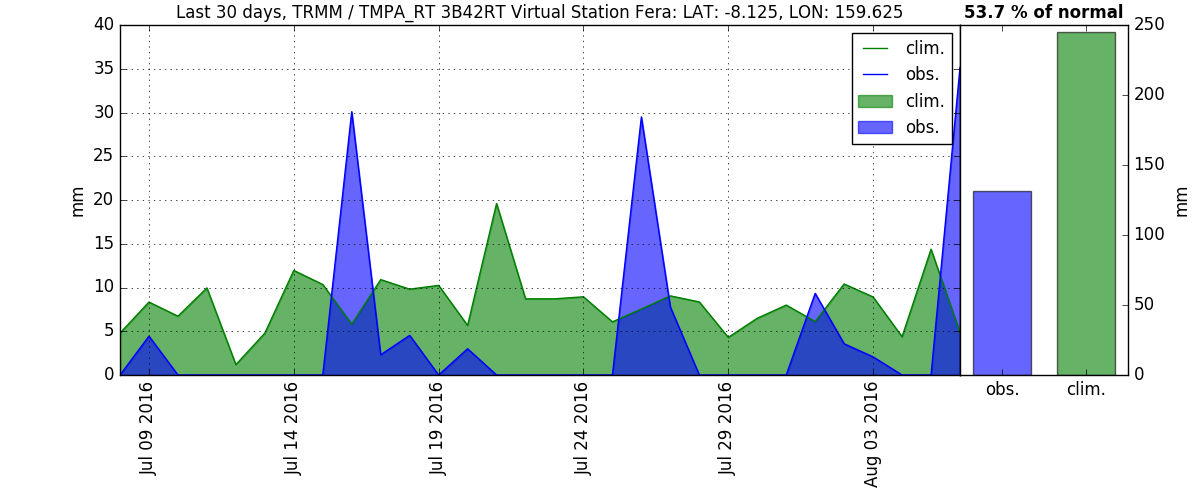 Last 30 days, TRMM / TMPA_RT 3B42RT Virtual Station Fera: LAT: -8.125, LON: 159.625
53.7 % of normal
40
35
30
25
20
15
10
5
0
mm
clim.
obs.
clim.
obs.
250
200
150
100
50
0
mm
Jul 09 2016
Jul 14 2016
Jul 19 2016
Jul 24 2016
Jul 29 2016
Aug 03 2016
obs.
clim.